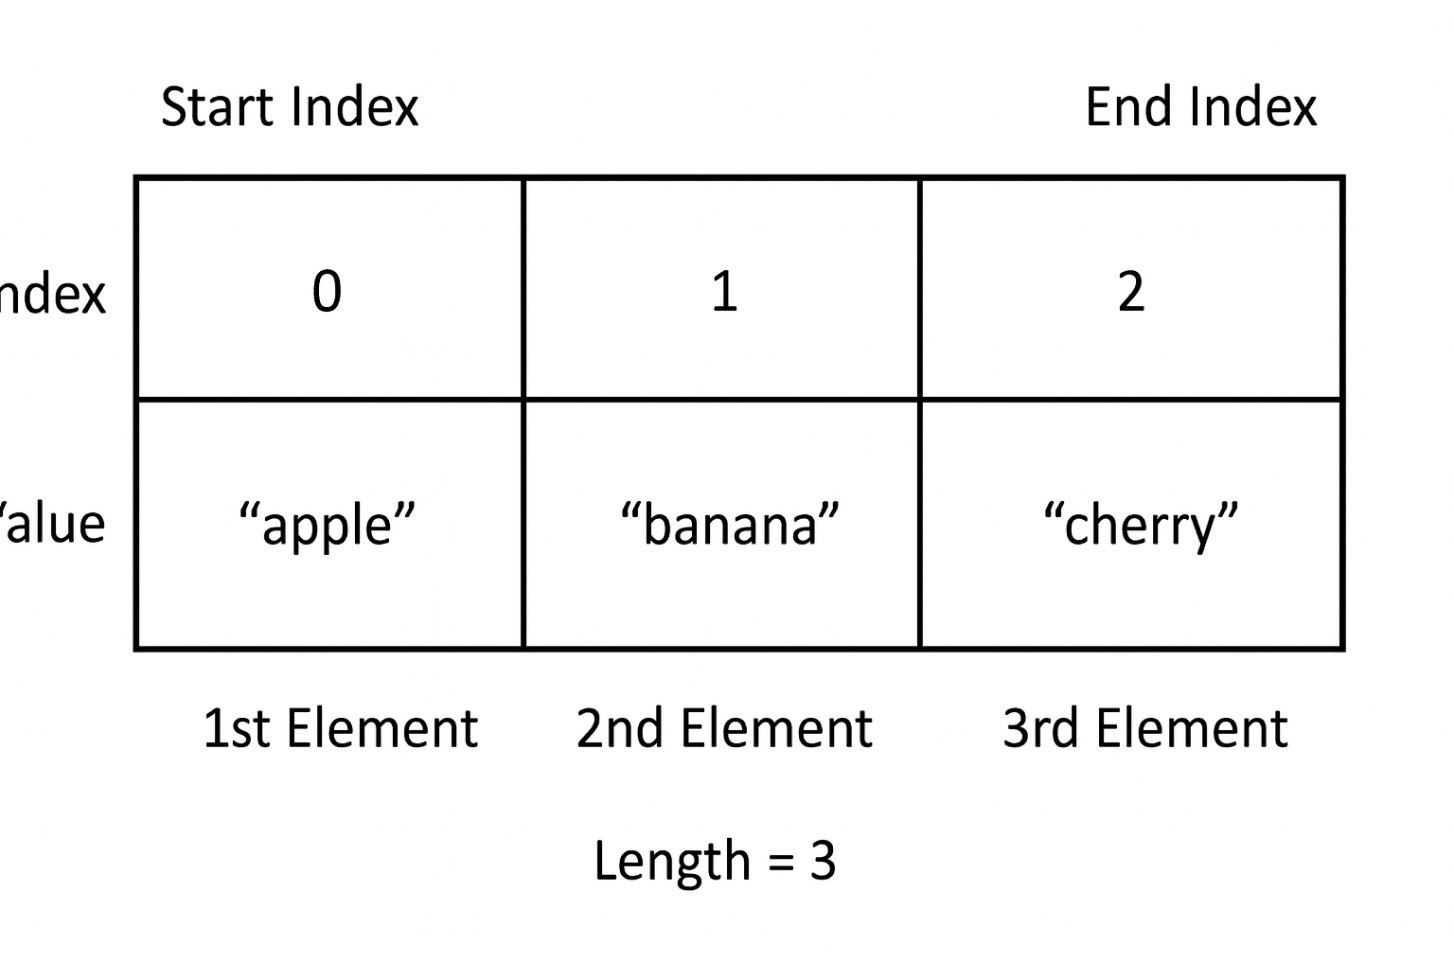 Start Index End Index
ndex 0 1 2
alue “apple” “banana” “cherry”
1st Element 2nd Element 3rd Element
Length = 3